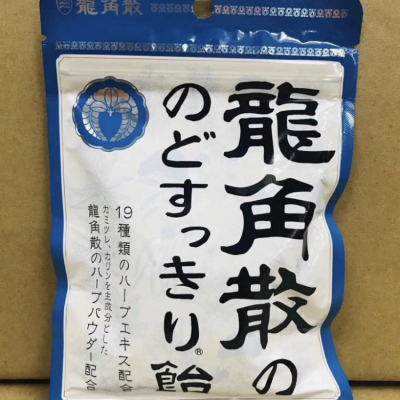 龍角散
龍角散の
のどすっきり®飴
19種類のハーブエキス配合
カミツレ、カリンを主成分とした
龍角散のハーブパウダー配合